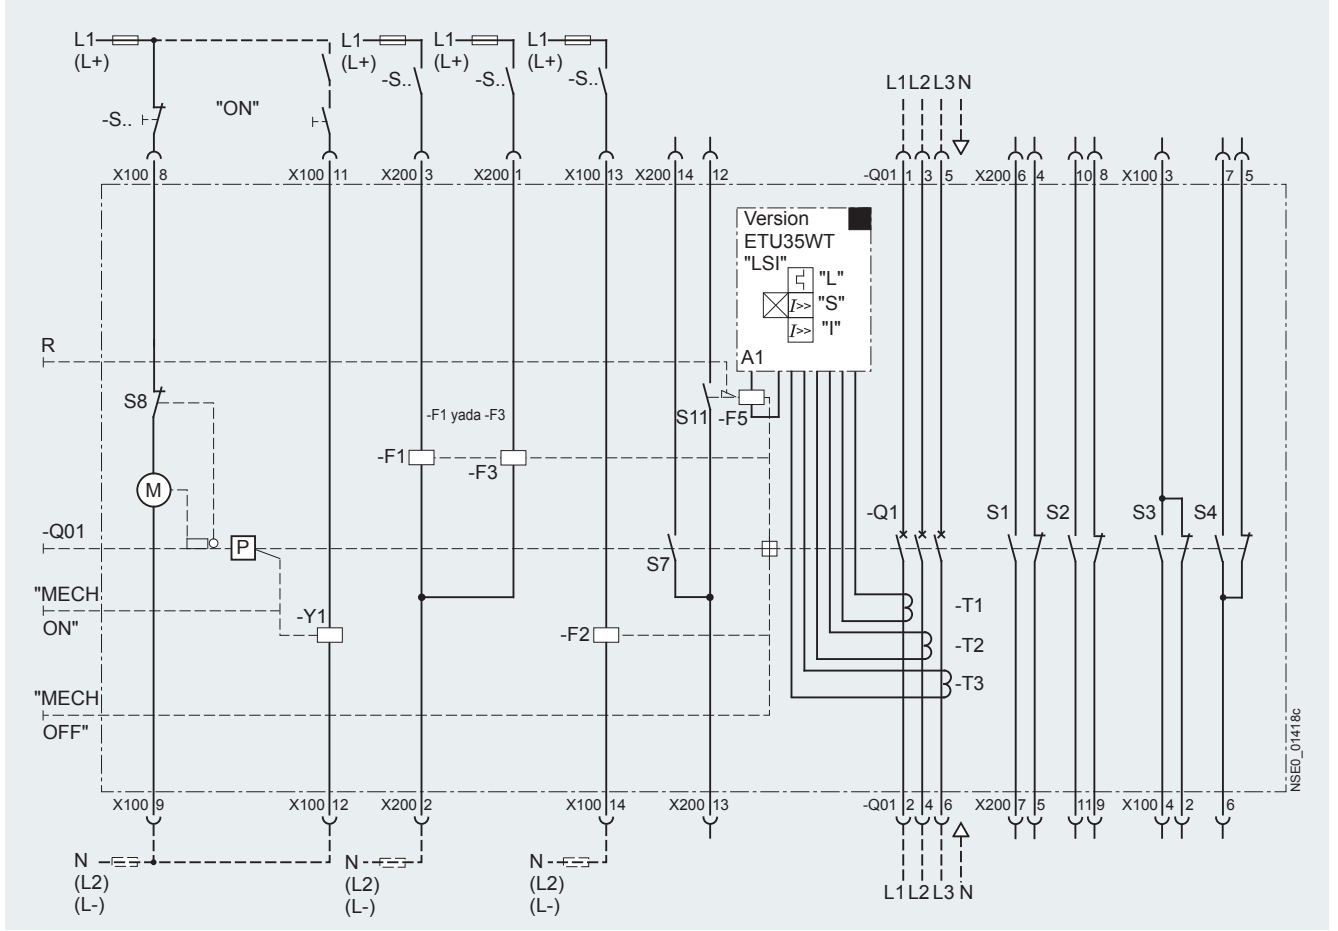 L1 L1 L1 L1
(L+) (L+) (L+) (L+)
-S.. "ON" -S.. -S.. -S..
L1 L2 L3 N
X100 8 X100 11 X200 3 X200 1 X100 13 X200 14 12 -Q01 1 3 5 X200 6 4 10 8 X100 3 7 5
Version
ETU35WT
"LSI"
"L"
I>> "S"
I>> "I"
A1
R
S8
-F1 yada -F3
S11 -F5
-F1
-F3
M
-Q1 S1 S2 S3 S4
-Q01
P
S7
"MECH
ON"
-Y1
-F2
-T1
-T2
-T3
"MECH
OFF"
NSE0_01418c
X100 9 X100 12 X200 2 X100 14 X200 13 -Q01 2 4 6 X200 7 5 11 9 X100 4 2 6
N N N
(L2) (L2) (L2)
(L-) (L-) (L-)
L1 L2 L3 N